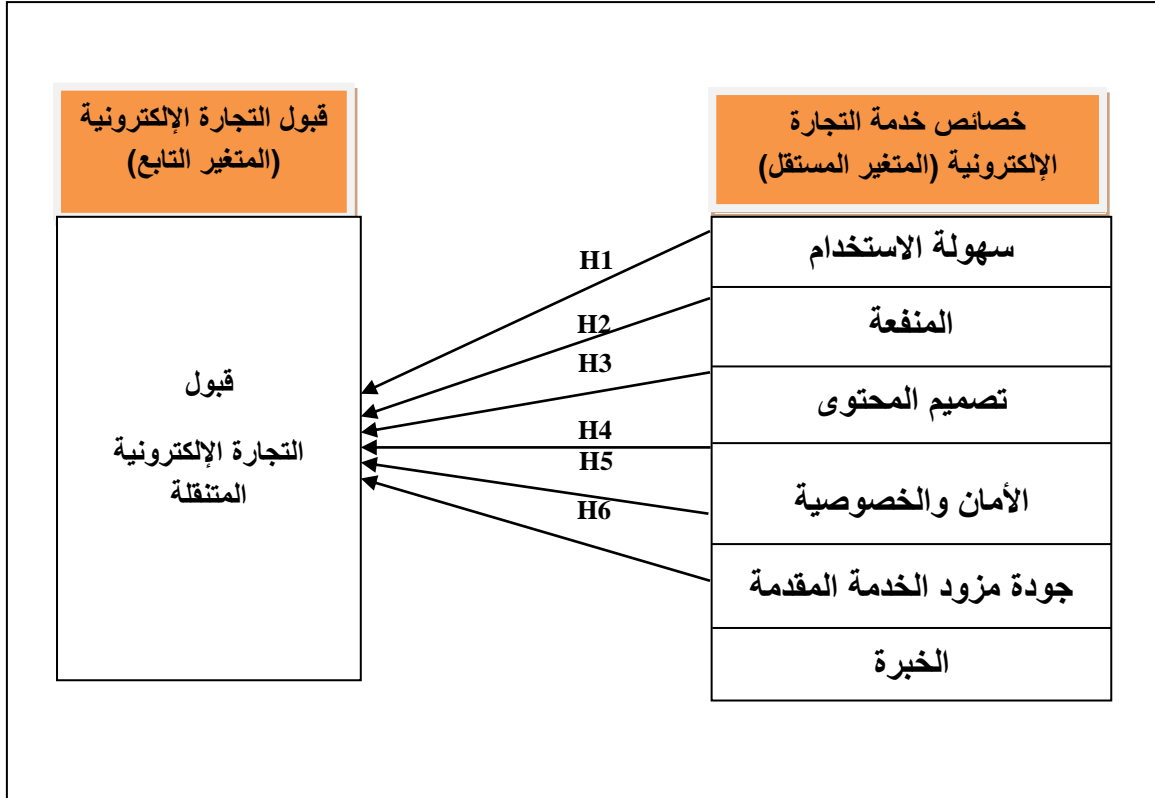 خصائص خدمة التجارة
الإلكترونية (المتغير المستقل)
سهولة الاستخدام
المنفعة
تصميم المحتوى
الأمان والخصوصية
جودة مزود الخدمة المقدمة
الخبرة
H1
H2
H3
H4
H5
H6
قبول التجارة الإلكترونية
(المتغير التابع)
قبول
التجارة الإلكترونية
المتنقلة